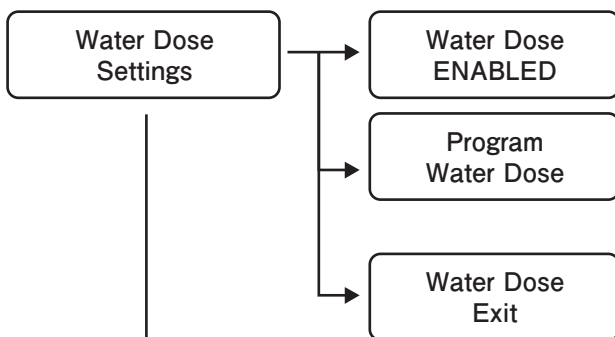 Water Dose
Settings
Water Dose
ENABLED
Program
Water Dose
Water Dose
Exit